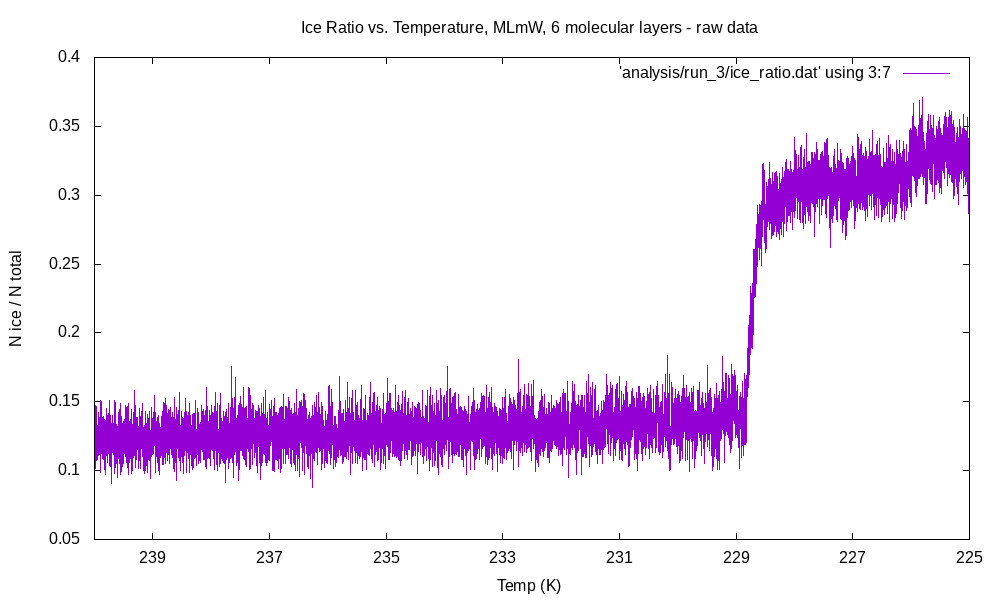 Ice Ratio vs. Temperature, MLmW, 6 molecular layers - raw data
'analysis/run_3/ice_ratio.dat' using 3:7
0.4
0.35
0.3
0.25
0.2
0.15
0.1
0.05
N ice / N total
239 237 235 233 231 229 227 225
Temp (K)